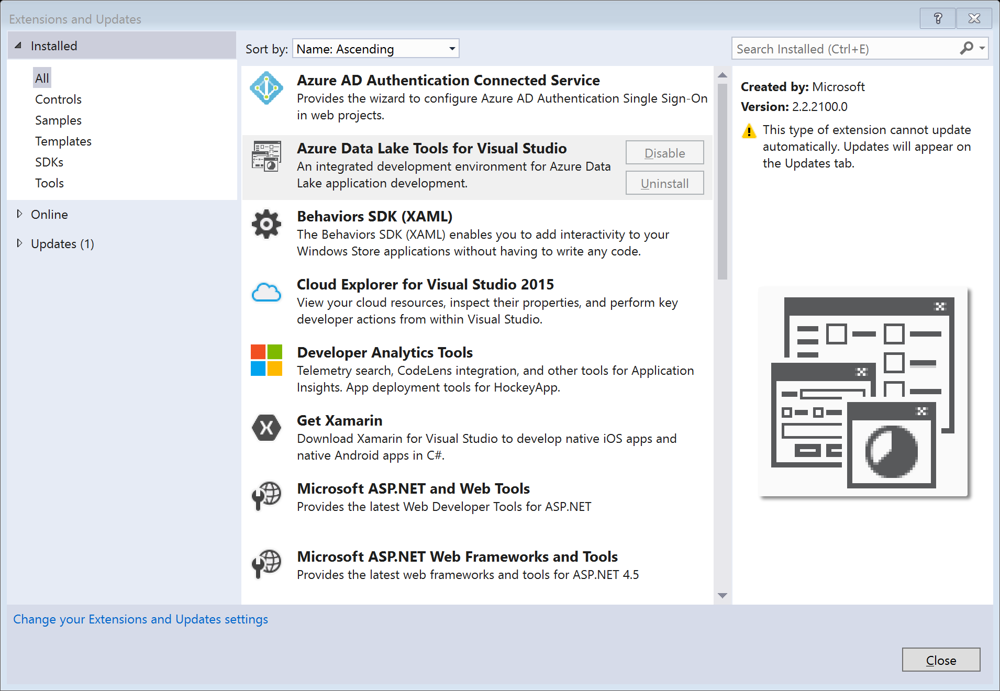 Extensions and Updates
Installed
All
Controls
Samples
Templates
SDKs
Tools
Online
Updates (1)
Sort by: Name: Ascending
Search Installed (Ctrl+E)
Azure AD Authentication Connected Service
Provides the wizard to configure Azure AD Authentication Single Sign-On
in web projects.
Azure Data Lake Tools for Visual Studio
An integrated development environment for Azure Data
Lake application development.
Disable
Uninstall
Behaviors SDK (XAML)
The Behaviors SDK (XAML) enables you to add interactivity to your
Windows Store applications without having to write any code.
Cloud Explorer for Visual Studio 2015
View your cloud resources, inspect their properties, and perform key
developer actions from within Visual Studio.
Developer Analytics Tools
Telemetry search, CodeLens integration, and other tools for Application
Insights. App deployment tools for HockeyApp.
Get Xamarin
Download Xamarin for Visual Studio to develop native iOS apps and
native Android apps in C#.
Microsoft ASP.NET and Web Tools
Provides the latest Web Developer Tools for ASP.NET
Microsoft ASP.NET Web Frameworks and Tools
Provides the latest web frameworks and tools for ASP.NET 4.5
Created by: Microsoft
Version: 2.2.2100.0
This type of extension cannot update
automatically. Updates will appear on
the Updates tab.
Change your Extensions and Updates settings
Close